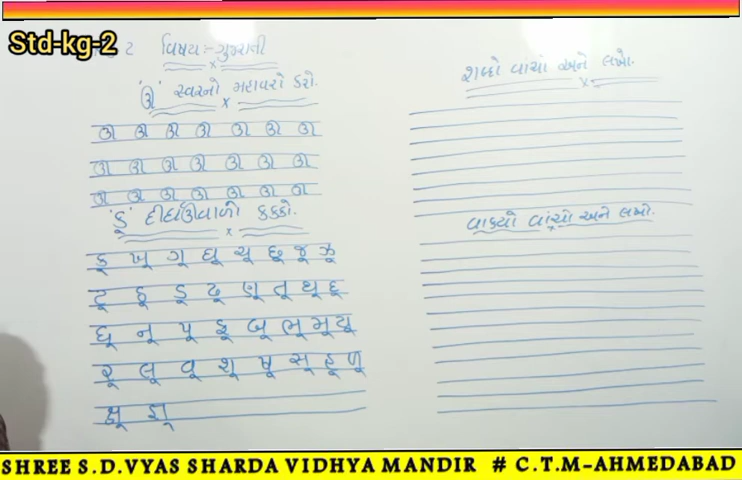 Std-kg-2
વિષય :- ગુજરાતી
'ઊ' સ્વરનો મહાવરો કરો.
ઊ ઊ ઊ ઊ ઊ ઊ ઊ
ઊ ઊ ઊ ઊ ઊ ઊ ઊ
ઊ ઊ ઊ ઊ ઊ ઊ ઊ
'ૂ' દીર્ઘઊવાળી કક્કો.
કૂ ખૂ ગૂ ઘૂ ચૂ છૂ જૂ ઝૂ
ટૂ ઠૂ ડૂ ઢૂ ણૂ તૂ થૂ દૂ
ધૂ નૂ પૂ ફૂ બૂ ભૂ મૂ યૂ
રૂ લૂ વૂ શૂ ષૂ સૂ હૂ ળૂ
ક્ષૂ જ્ઞૂ
શબ્દો વાંચો અને લખો.
વાક્યો વાંચો અને લખો.
SHREE S.D.VYAS SHARDA VIDHYA MANDIR # C.T.M-AHMEDABAD